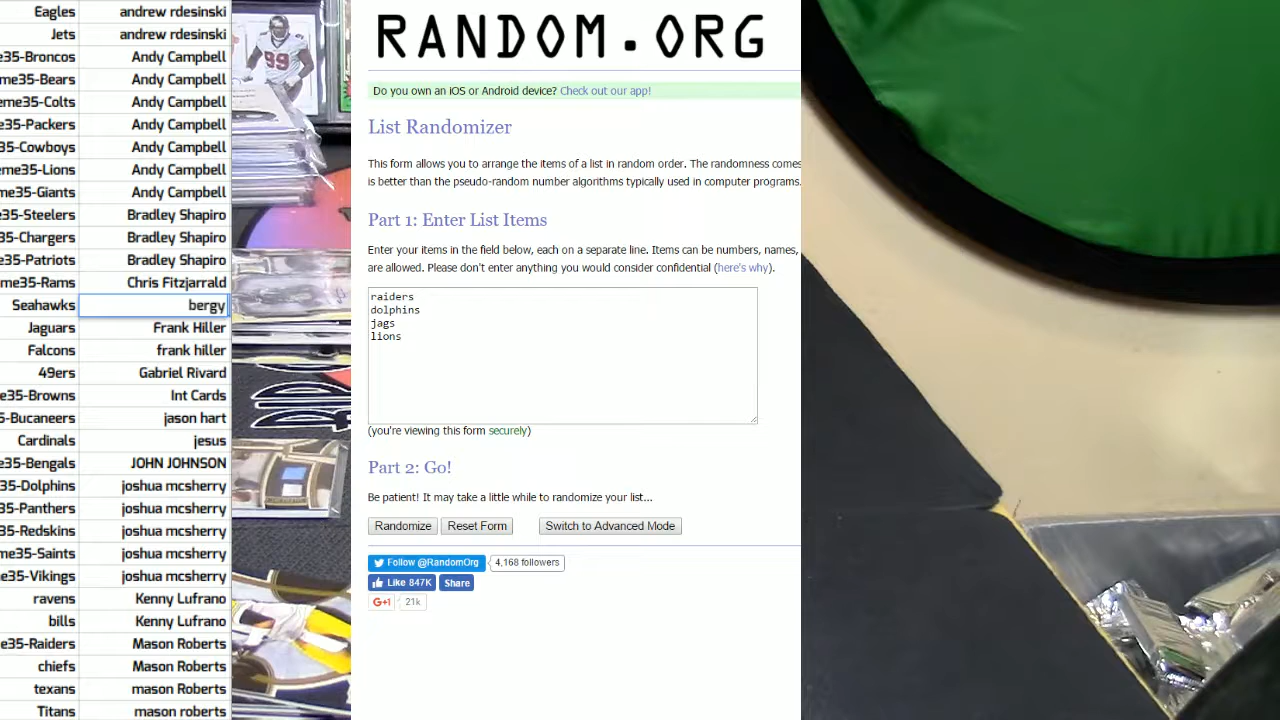 Eagles andrew rdesinski
Jets andrew rdesinski
e35-Broncos Andy Campbell
me35-Bears Andy Campbell
eme35-Colts Andy Campbell
e35-Packers Andy Campbell
35-Cowboys Andy Campbell
eme35-Lions Andy Campbell
me35-Giants Andy Campbell
e35-Steelers Bradley Shapiro
35-Chargers Bradley Shapiro
e35-Patriots Bradley Shapiro
me35-Rams Chris Fitzjarrald
Seahawks bergy
Jaguars Frank Hiller
Falcons frank hiller
49ers Gabriel Rivard
e35-Browns Int Cards
5-Bucaneers jason hart
Cardinals jesus
e35-Bengals JOHN JOHNSON
35-Dolphins joshua mcsherry
35-Panthers joshua mcsherry
35-Redskins joshua mcsherry
me35-Saints joshua mcsherry
e35-Vikings joshua mcsherry
ravens Kenny Lufrano
bills Kenny Lufrano
e35-Raiders Mason Roberts
chiefs Mason Roberts
texans mason Roberts
Titans mason roberts
99
RANDOM.ORG
Do you own an iOS or Android device? Check out our app!
List Randomizer
This form allows you to arrange the items of a list in random order. The randomness comes
is better than the pseudo-random number algorithms typically used in computer programs.
Part 1: Enter List Items
Enter your items in the field below, each on a separate line. Items can be numbers, names,
are allowed. Please don't enter anything you would consider confidential (here's why).
raiders
dolphins
jags
lions
(you're viewing this form securely)
Part 2: Go!
Be patient! It may take a little while to randomize your list...
Randomize Reset Form Switch to Advanced Mode
Follow @RandomOrg 4,168 followers
Like 847K Share
G+1 21k